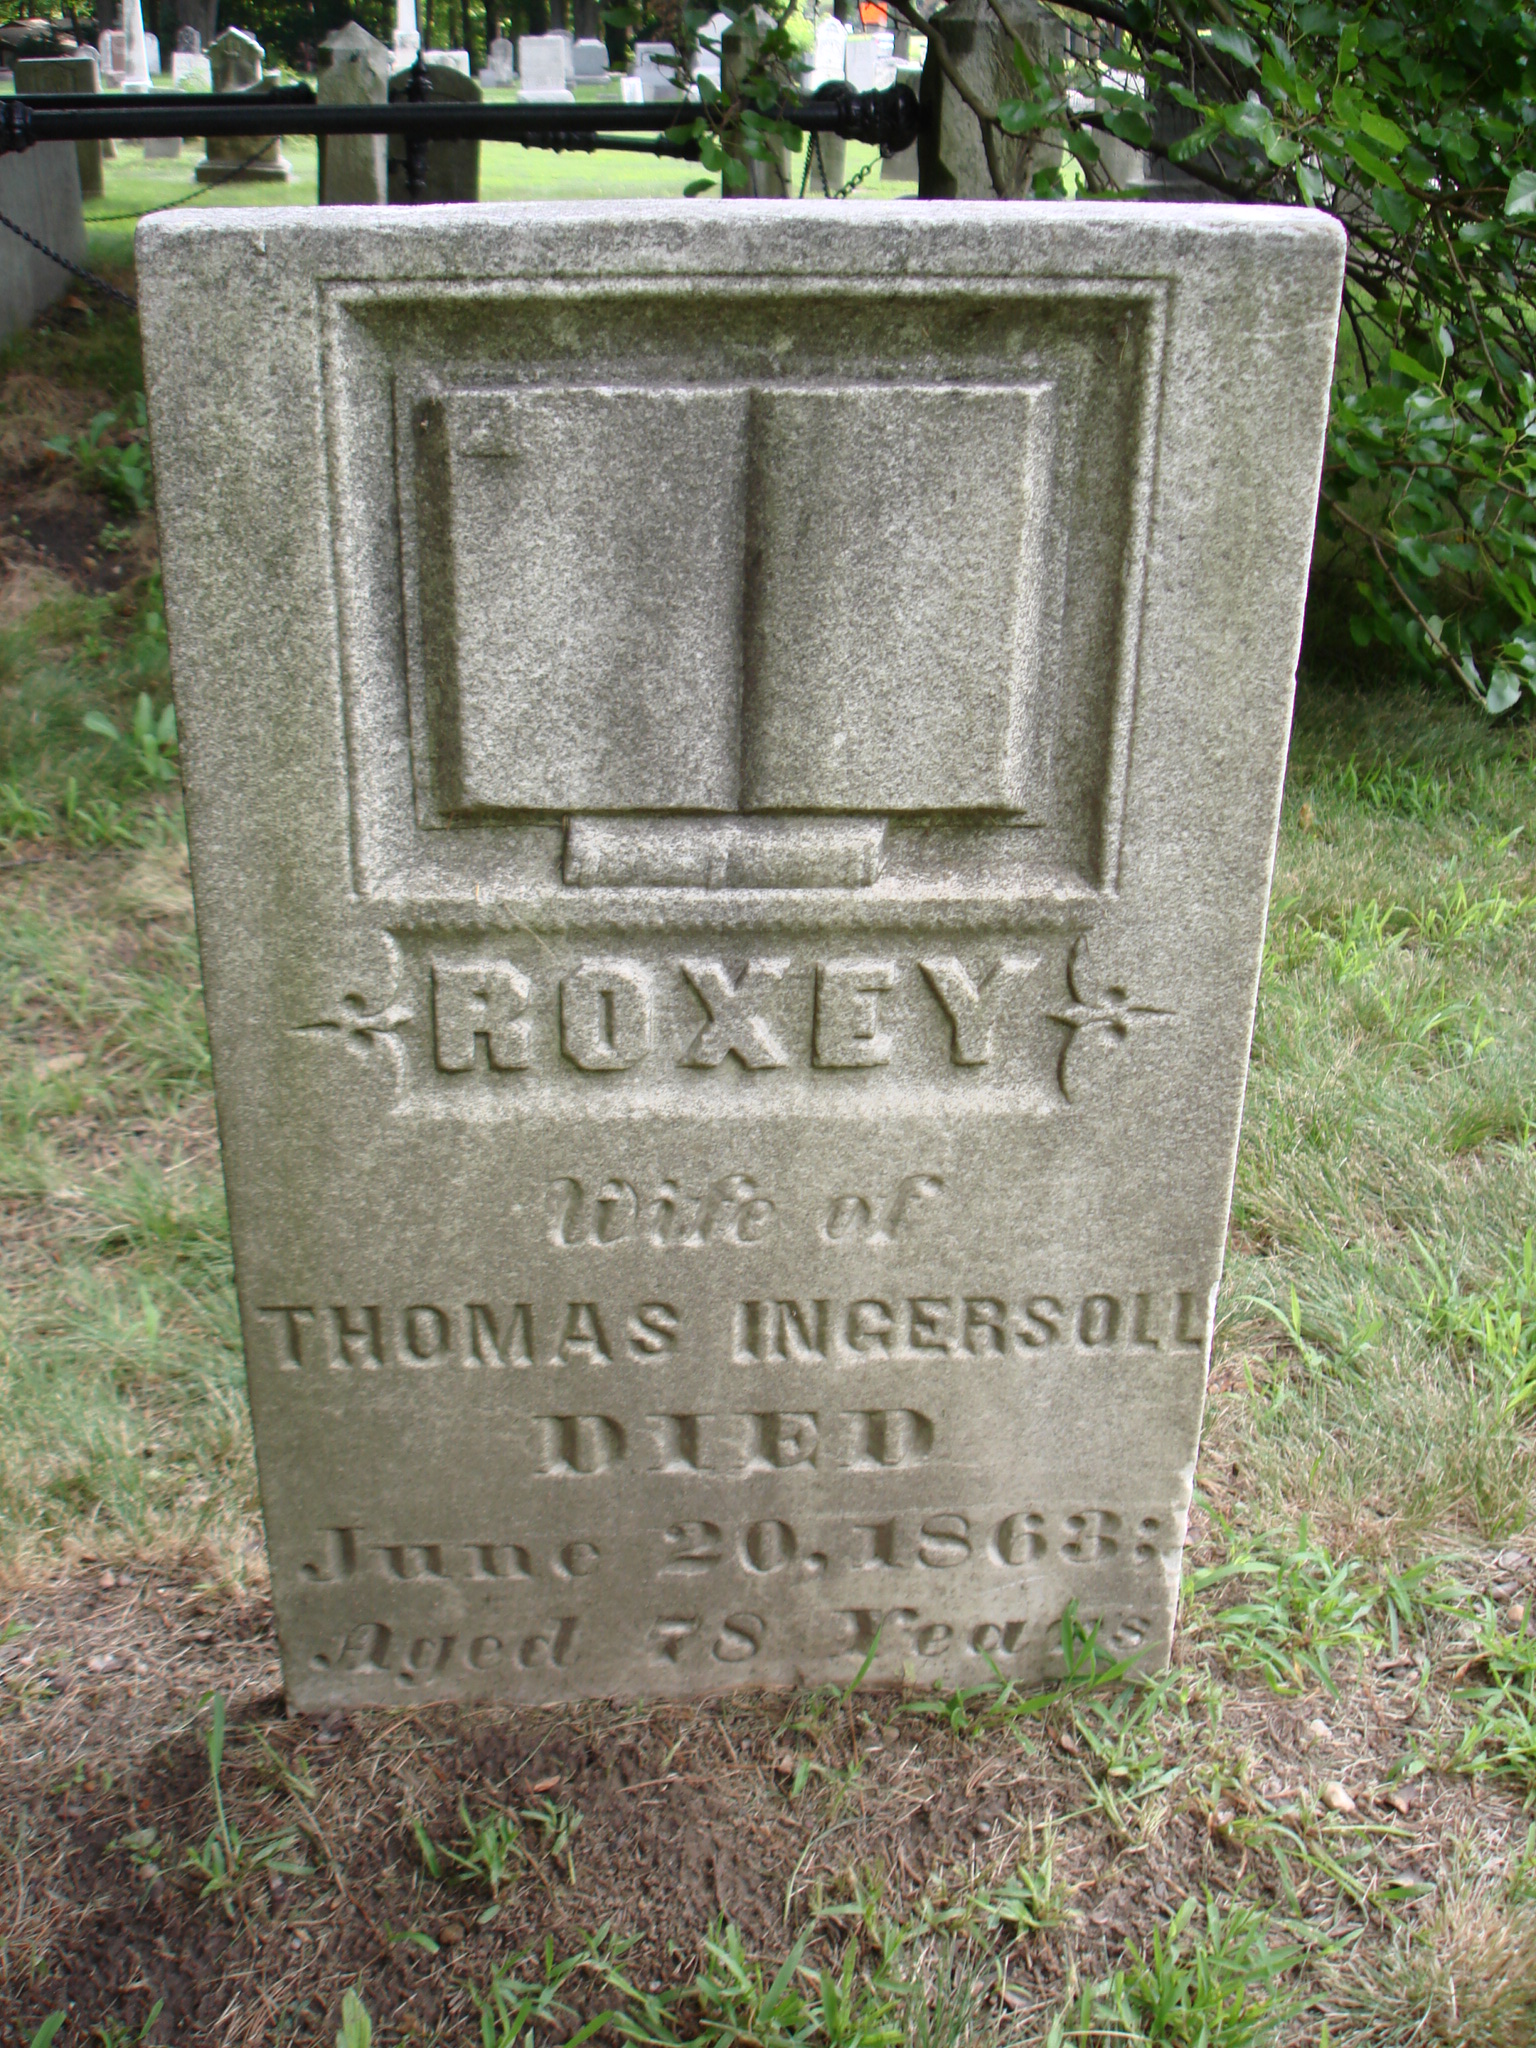 ROXEY
Wife of
THOMAS INGERSOLL
DIED
June 20, 1863;
Aged 78 Years